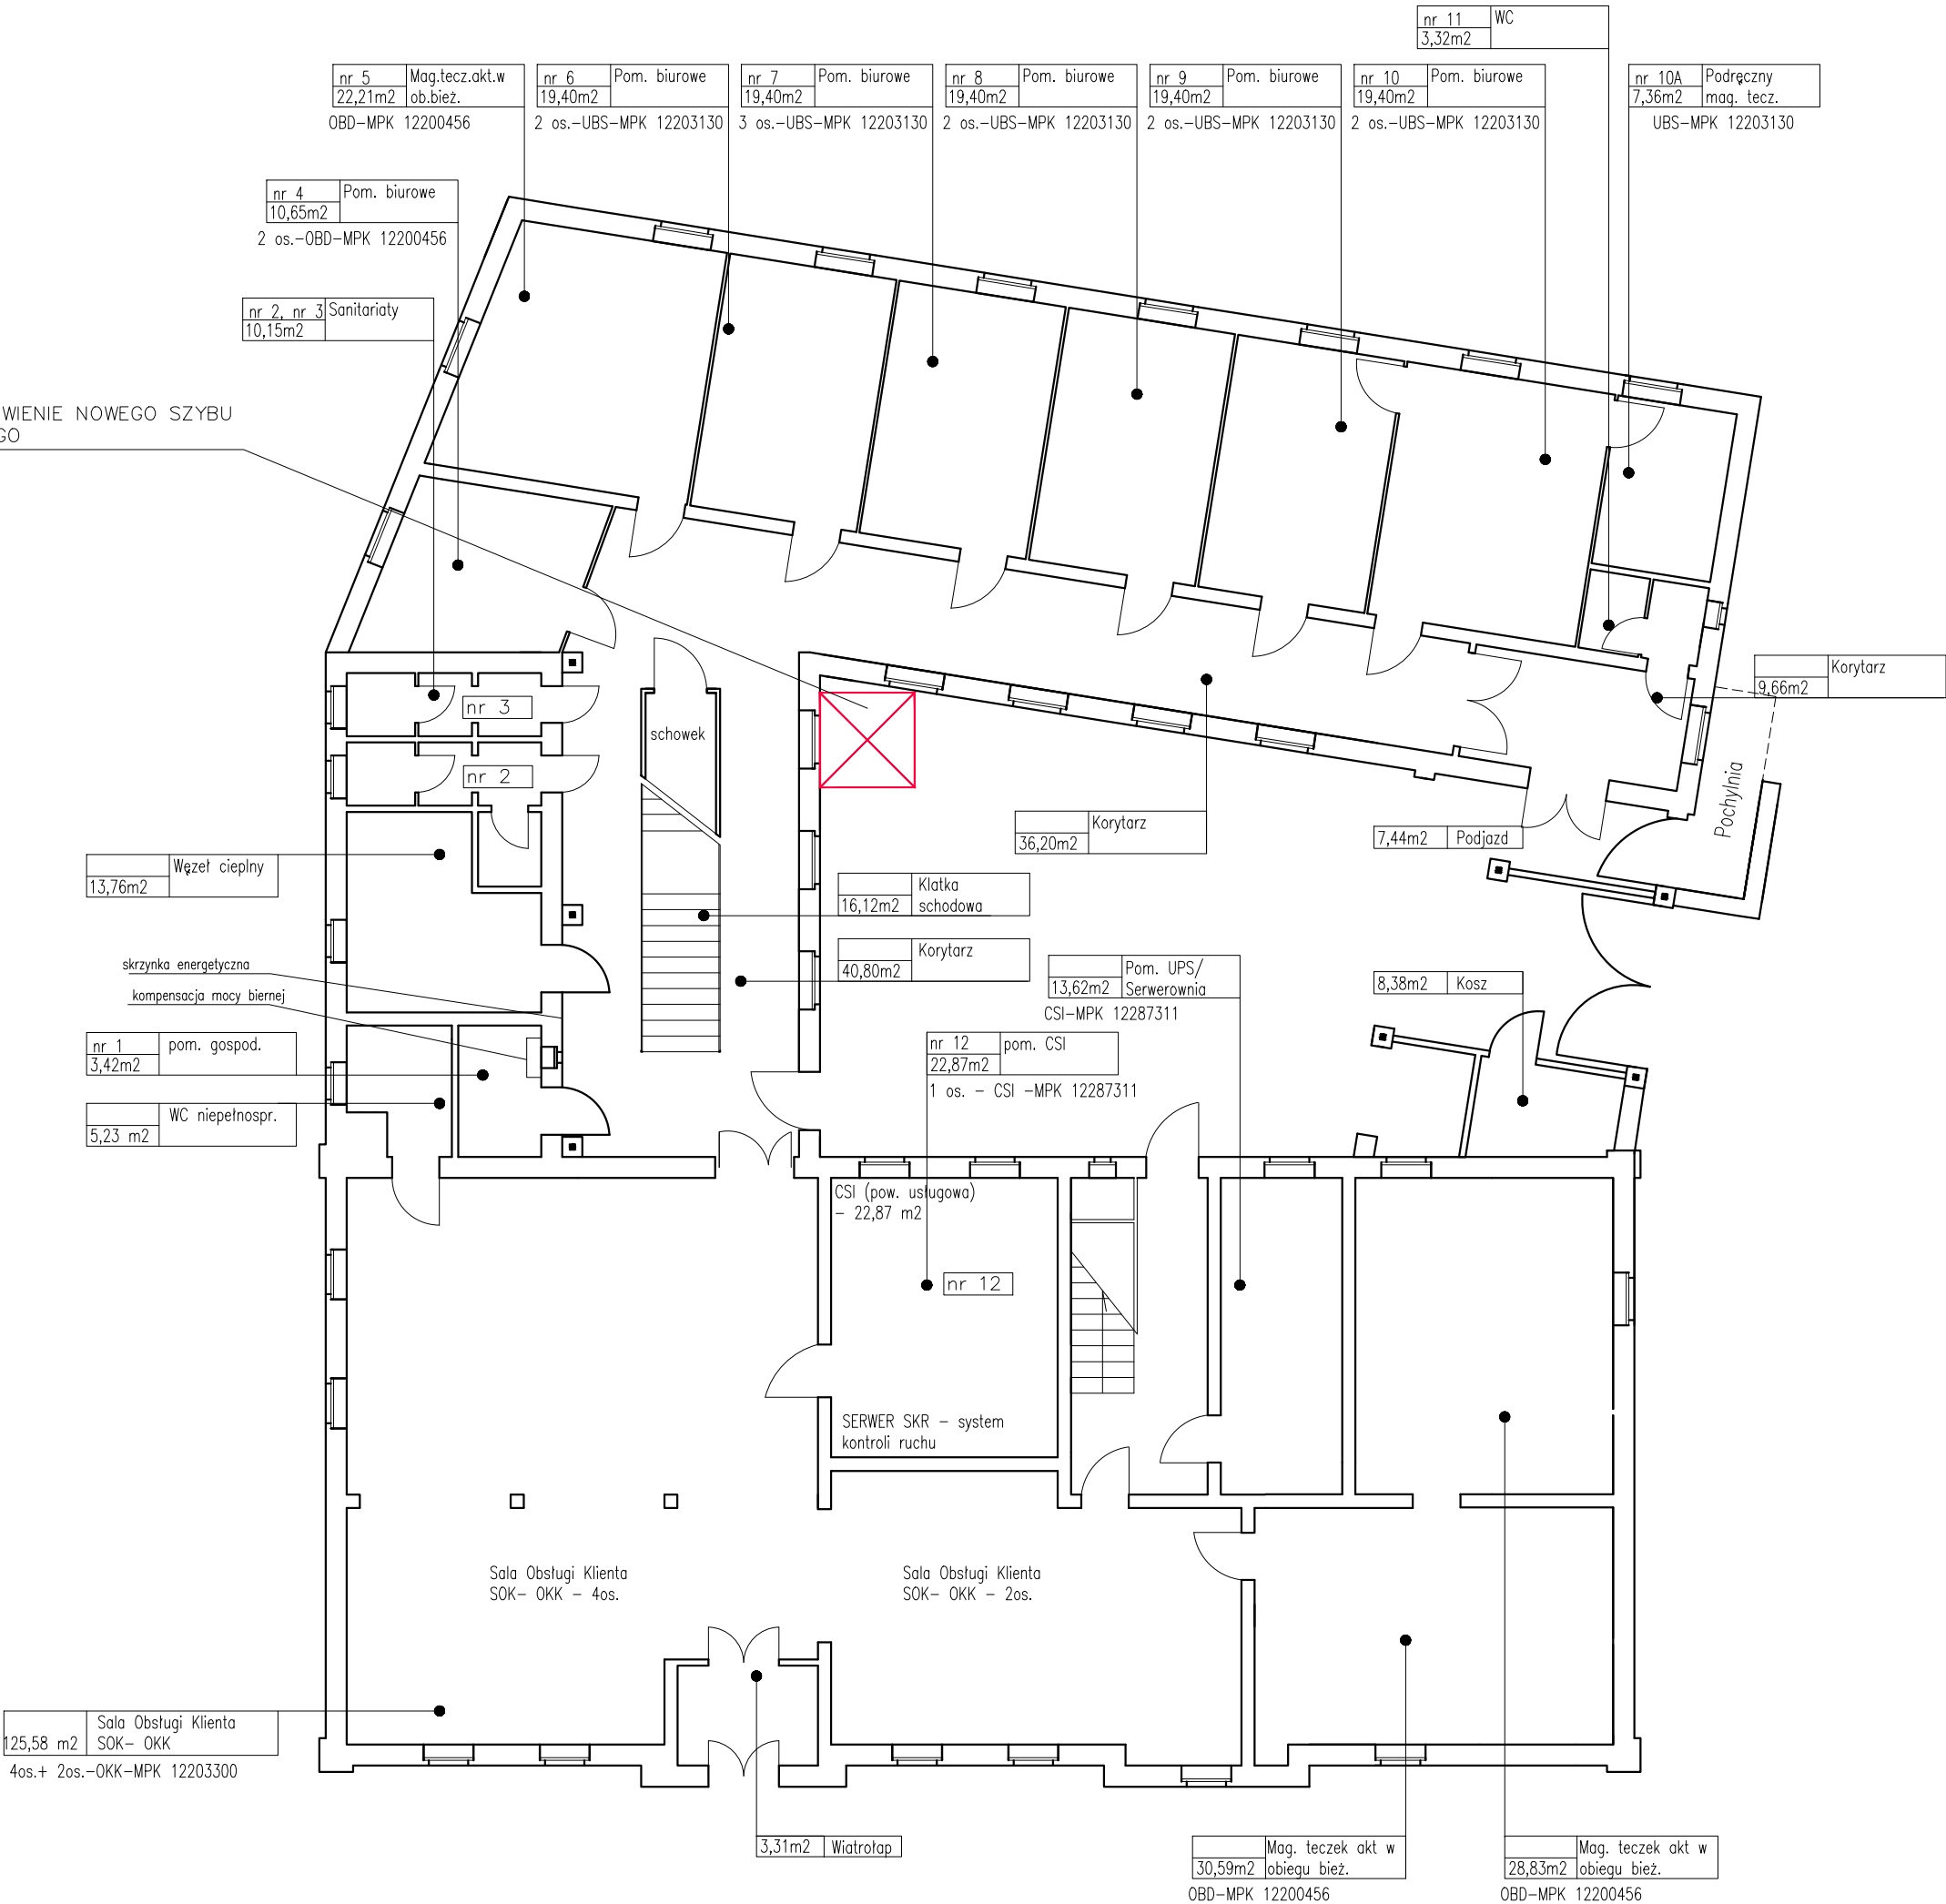 nr 11 WC
3,32m2
nr 5 Mag.tecz.akt.w
22,21m2 ob.bież.
OBD-MPK 12200456
nr 6 Pom. biurowe
19,40m2
2 os.-UBS-MPK 12203130
nr 7 Pom. biurowe
19,40m2
3 os.-UBS-MPK 12203130
nr 8 Pom. biurowe
19,40m2
2 os.-UBS-MPK 12203130
nr 9 Pom. biurowe
19,40m2
2 os.-UBS-MPK 12203130
nr 10 Pom. biurowe
19,40m2
2 os.-UBS-MPK 12203130
nr 10A Podręczny
7,36m2 mag. tecz.
UBS-MPK 12203130
nr 4 Pom. biurowe
10,65m2
2 os.-OBD-MPK 12200456
nr 2, nr 3 Sanitariaty
10,15m2
WIENIE NOWEGO SZYBU
GO
Korytarz
9,66m2
nr 3
schowek
nr 2
Pochylnia
Korytarz
36,20m2
7,44m2 Podjazd
Węzeł cieplny
13,76m2
Klatka
16,12m2 schodowa
Korytarz
40,80m2
skrzynka energetyczna
kompensacja mocy biernej
Pom. UPS/
13,62m2 Serwerownia
CSI-MPK 12287311
8,38m2 Kosz
nr 1 pom. gospod.
3,42m2
nr 12 pom. CSI
22,87m2
1 os. - CSI -MPK 12287311
WC niepełnospr.
5,23 m2
CSI (pow. usługowa)
- 22,87 m2
nr 12
SERWER SKR - system
kontroli ruchu
Sala Obsługi Klienta
SOK- OKK - 4os.
Sala Obsługi Klienta
SOK- OKK - 2os.
Sala Obsługi Klienta
125,58 m2 SOK- OKK
4os.+ 2os.-OKK-MPK 12203300
3,31m2 Wiatrołap
Mag. teczek akt w
30,59m2 obiegu bież.
OBD-MPK 12200456
Mag. teczek akt w
28,83m2 obiegu bież.
OBD-MPK 12200456